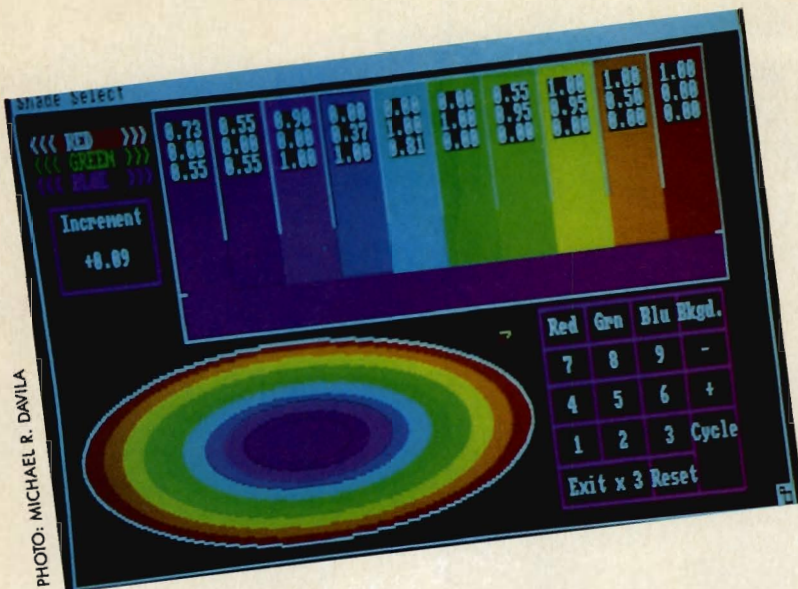 Shade Select
<<< RED >>>
<<< GREEN >>>
<<< BLUE >>>
Increment
+0.09
0.73 0.55 0.90 0.00 0.00 0.00 0.55 1.00 1.00 1.00
0.00 0.00 0.00 0.37 1.00 1.00 0.95 0.95 0.50 0.00
0.55 0.55 1.00 1.00 0.81 0.00 0.00 0.00 0.00 0.00
Red Grn Blu Bkgd.
7 8 9 -
4 5 6 +
1 2 3 Cycle
Exit x 3 Reset
PHOTO: MICHAEL R. DAVILA